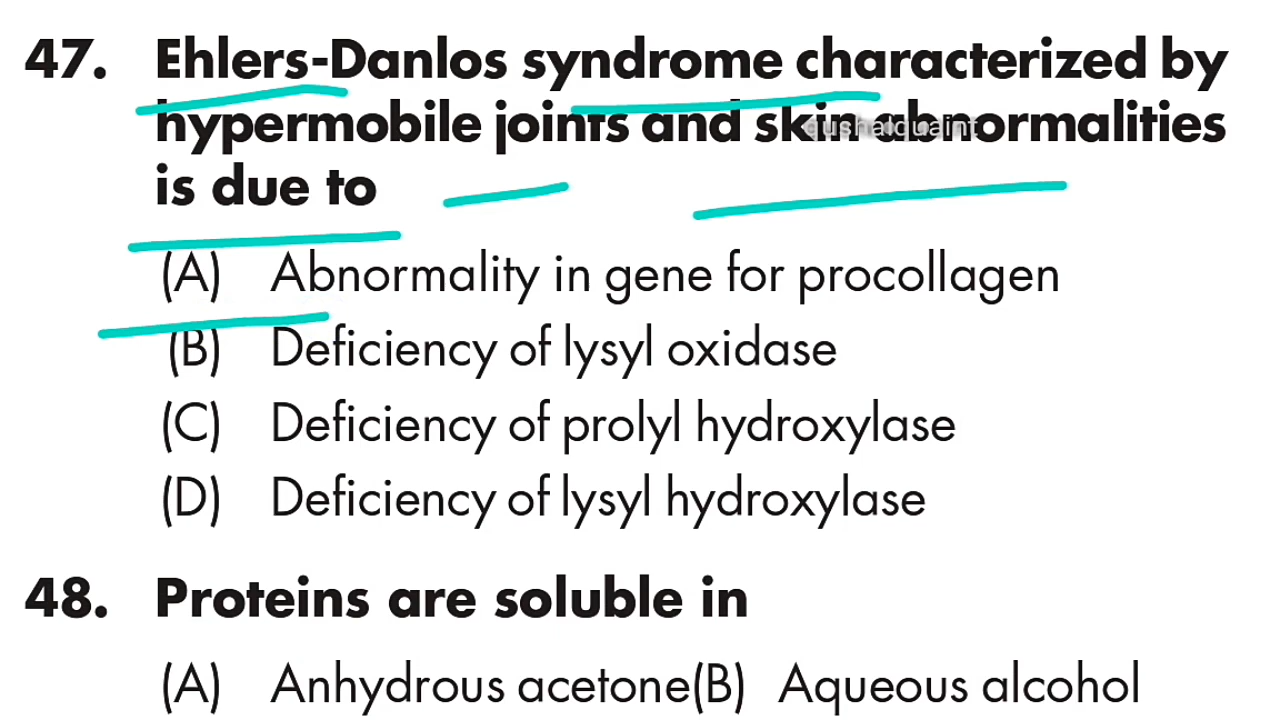 47. Ehlers-Danlos syndrome characterized by
hypermobile joints and skin abnormalities
is due to
(A) Abnormality in gene for procollagen
(B) Deficiency of lysyl oxidase
(C) Deficiency of prolyl hydroxylase
(D) Deficiency of lysyl hydroxylase
48. Proteins are soluble in
(A) Anhydrous acetone (B) Aqueous alcohol